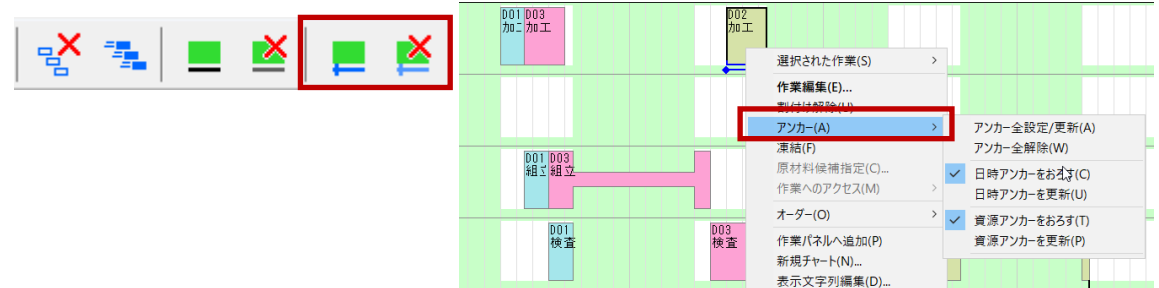 D01 D03
加工 加工
D02
加工
選択された作業(S)
作業編集(E)...
割付け解除(U)
アンカー(A)
凍結(F)
原材料候補指定(C)...
作業へのアクセス(M)
オーダー(O)
作業パネルへ追加(P)
新規チャート(N)...
表示文字列編集(D)...
アンカー全設定/更新(A)
アンカー全解除(W)
日時アンカーをおろす(C)
日時アンカーを更新(U)
資源アンカーをおろす(T)
資源アンカーを更新(P)
D01 D03
組立 組立
D01
検査
D03
検査